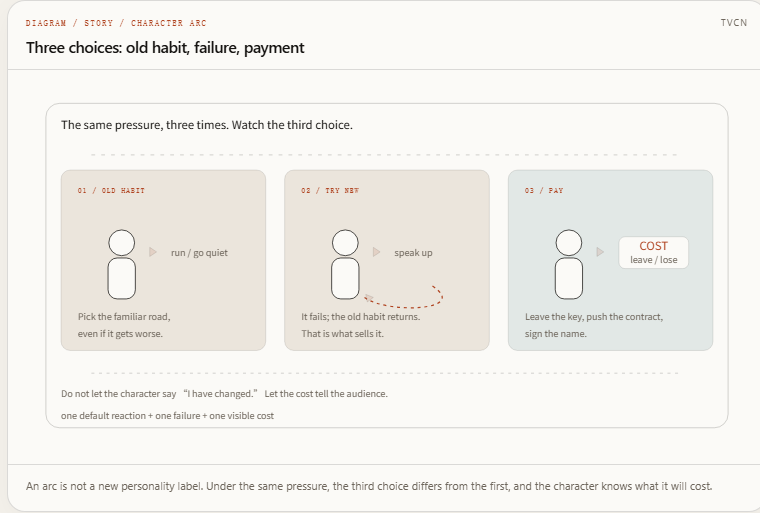 DIAGRAM / STORY / CHARACTER ARC
TVCN
Three choices: old habit, failure, payment
The same pressure, three times. Watch the third choice.
01 / OLD HABIT
run / go quiet
Pick the familiar road,
even if it gets worse.
02 / TRY NEW
speak up
It fails; the old habit returns.
That is what sells it.
03 / PAY
COST
leave / lose
Leave the key, push the contract,
sign the name.
Do not let the character say “I have changed.” Let the cost tell the audience.
one default reaction + one failure + one visible cost
An arc is not a new personality label. Under the same pressure, the third choice differs from the first, and the character knows what it will cost.